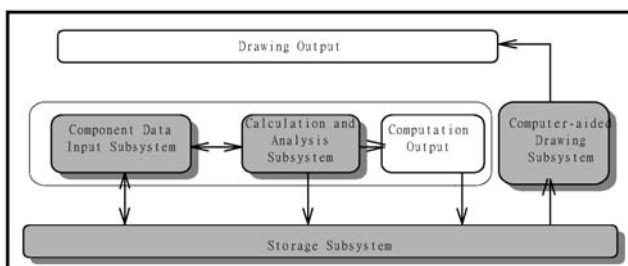 Drawing Output
Component Data
Input Subsystem
Calculation and
Analysis
Subsystem
Computation
Output
Computer-aided
Drawing
Subsystem
Storage Subsystem